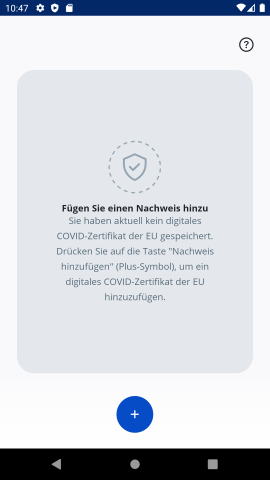 10:47
?
Fügen Sie einen Nachweis hinzu
Sie haben aktuell kein digitales
COVID-Zertifikat der EU gespeichert.
Drücken Sie auf die Taste "Nachweis
hinzufügen" (Plus-Symbol), um ein
digitales COVID-Zertifikat der EU
hinzuzufügen.
+